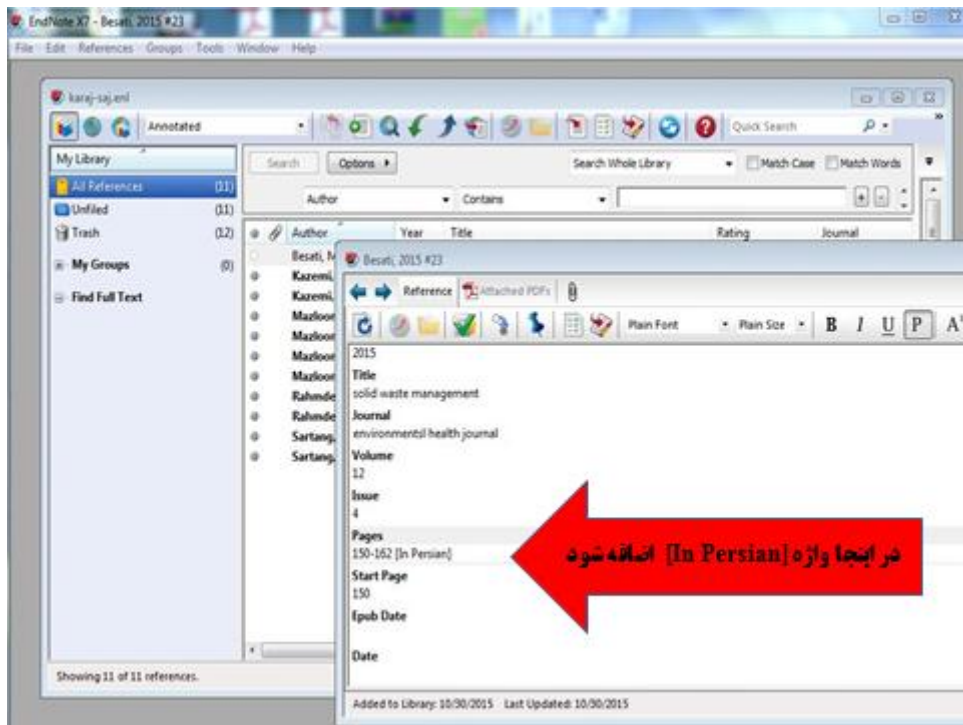 EndNote X7 - Besati, 2015 #23
File Edit References Groups Tools Window Help
karaj-saj.enl
Annotated
Quick Search
My Library
Search Options
Search Whole Library
Match Case Match Words
All References (11)
Author Contains
Unfiled (11)
Trash (12)
Author Year Title Rating Journal
My Groups (0)
Find Full Text
Besati, M
Kazemi,
Kazemi,
Mazloor
Mazloor
Mazloor
Mazloor
Rahmde
Rahmde
Sartang,
Sartang,
Besati, 2015 #23
Reference Attached PDFs
Plain Font Plain Size B I U P A
2015
Title
solid waste management
Journal
environmentsl health journal
Volume
12
Issue
4
Pages
150-162 [In Persian]
در اینجا واژه [In Persian] اضافه شود
Start Page
150
Epub Date
Date
Showing 11 of 11 references.
Added to Library: 10/30/2015 Last Updated: 10/30/2015